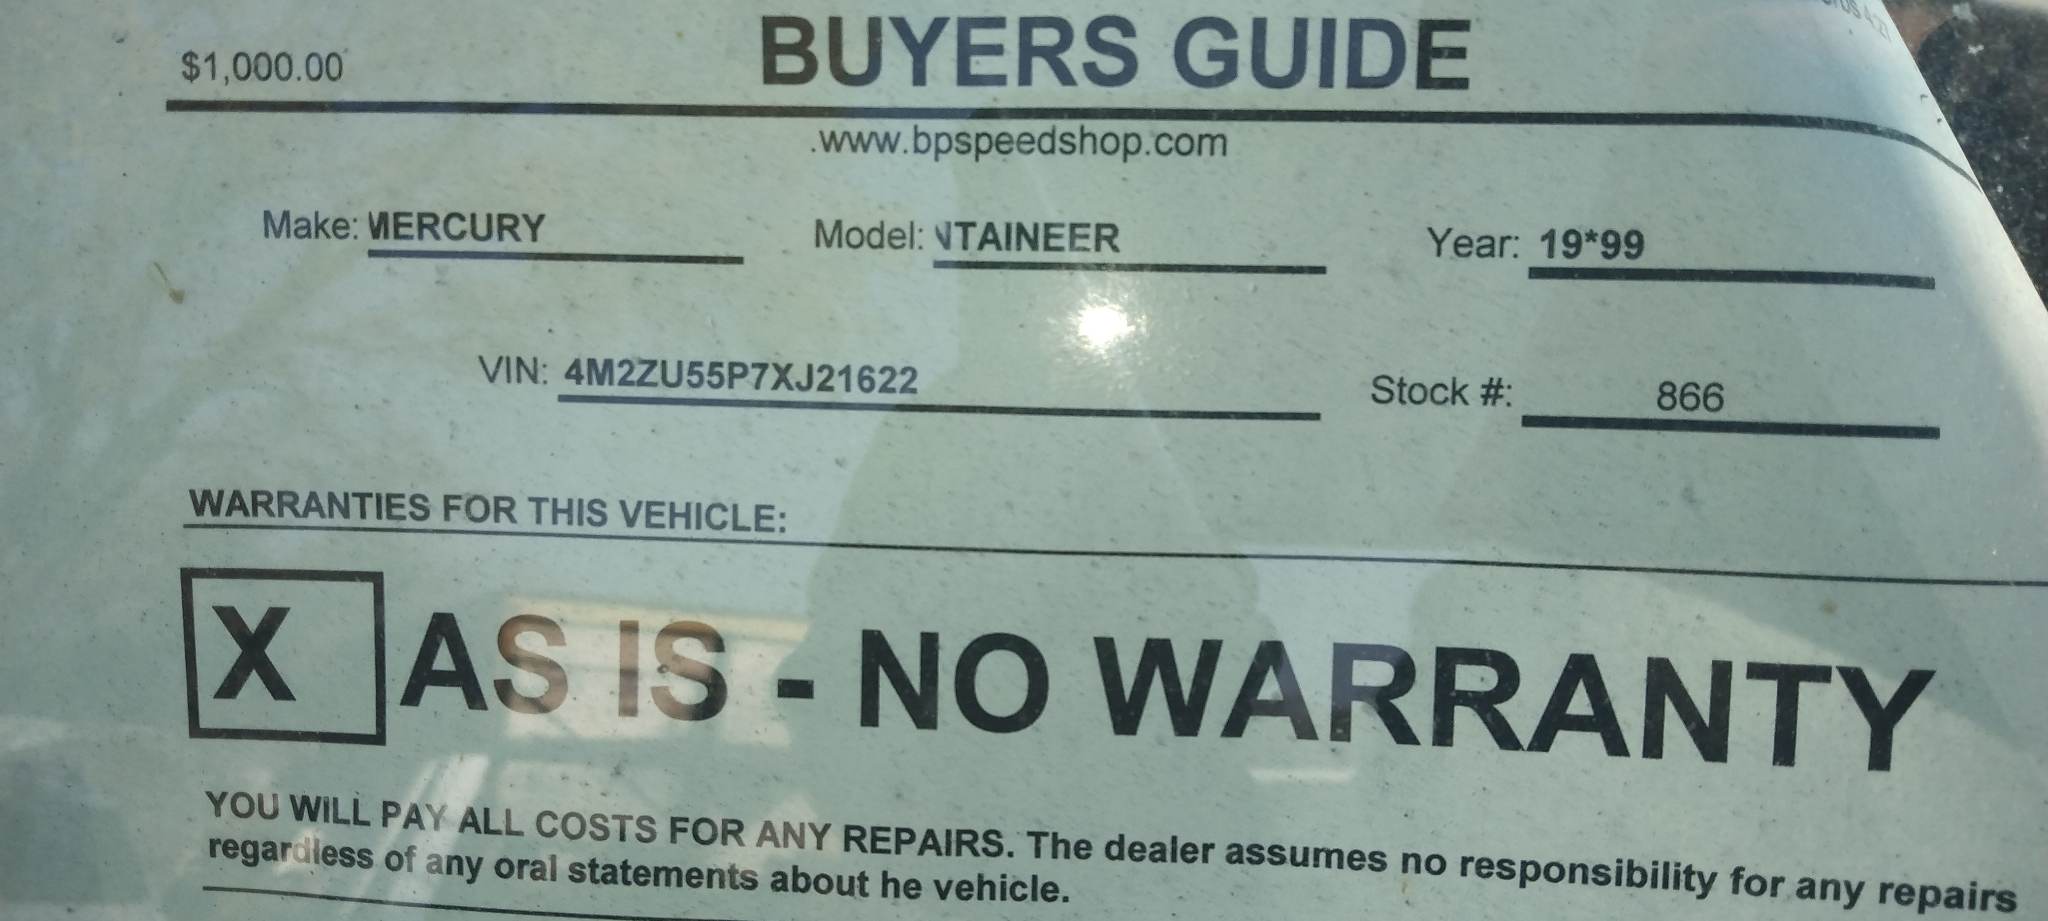 $1,000.00
BUYERS GUIDE
.www.bpspeedshop.com
Make: MERCURY Model: NTAINEER Year: 19*99
VIN: 4M2ZU55P7XJ21622 Stock #: 866
WARRANTIES FOR THIS VEHICLE:
X AS IS - NO WARRANTY
YOU WILL PAY ALL COSTS FOR ANY REPAIRS. The dealer assumes no responsibility for any repairs
regardless of any oral statements about he vehicle.